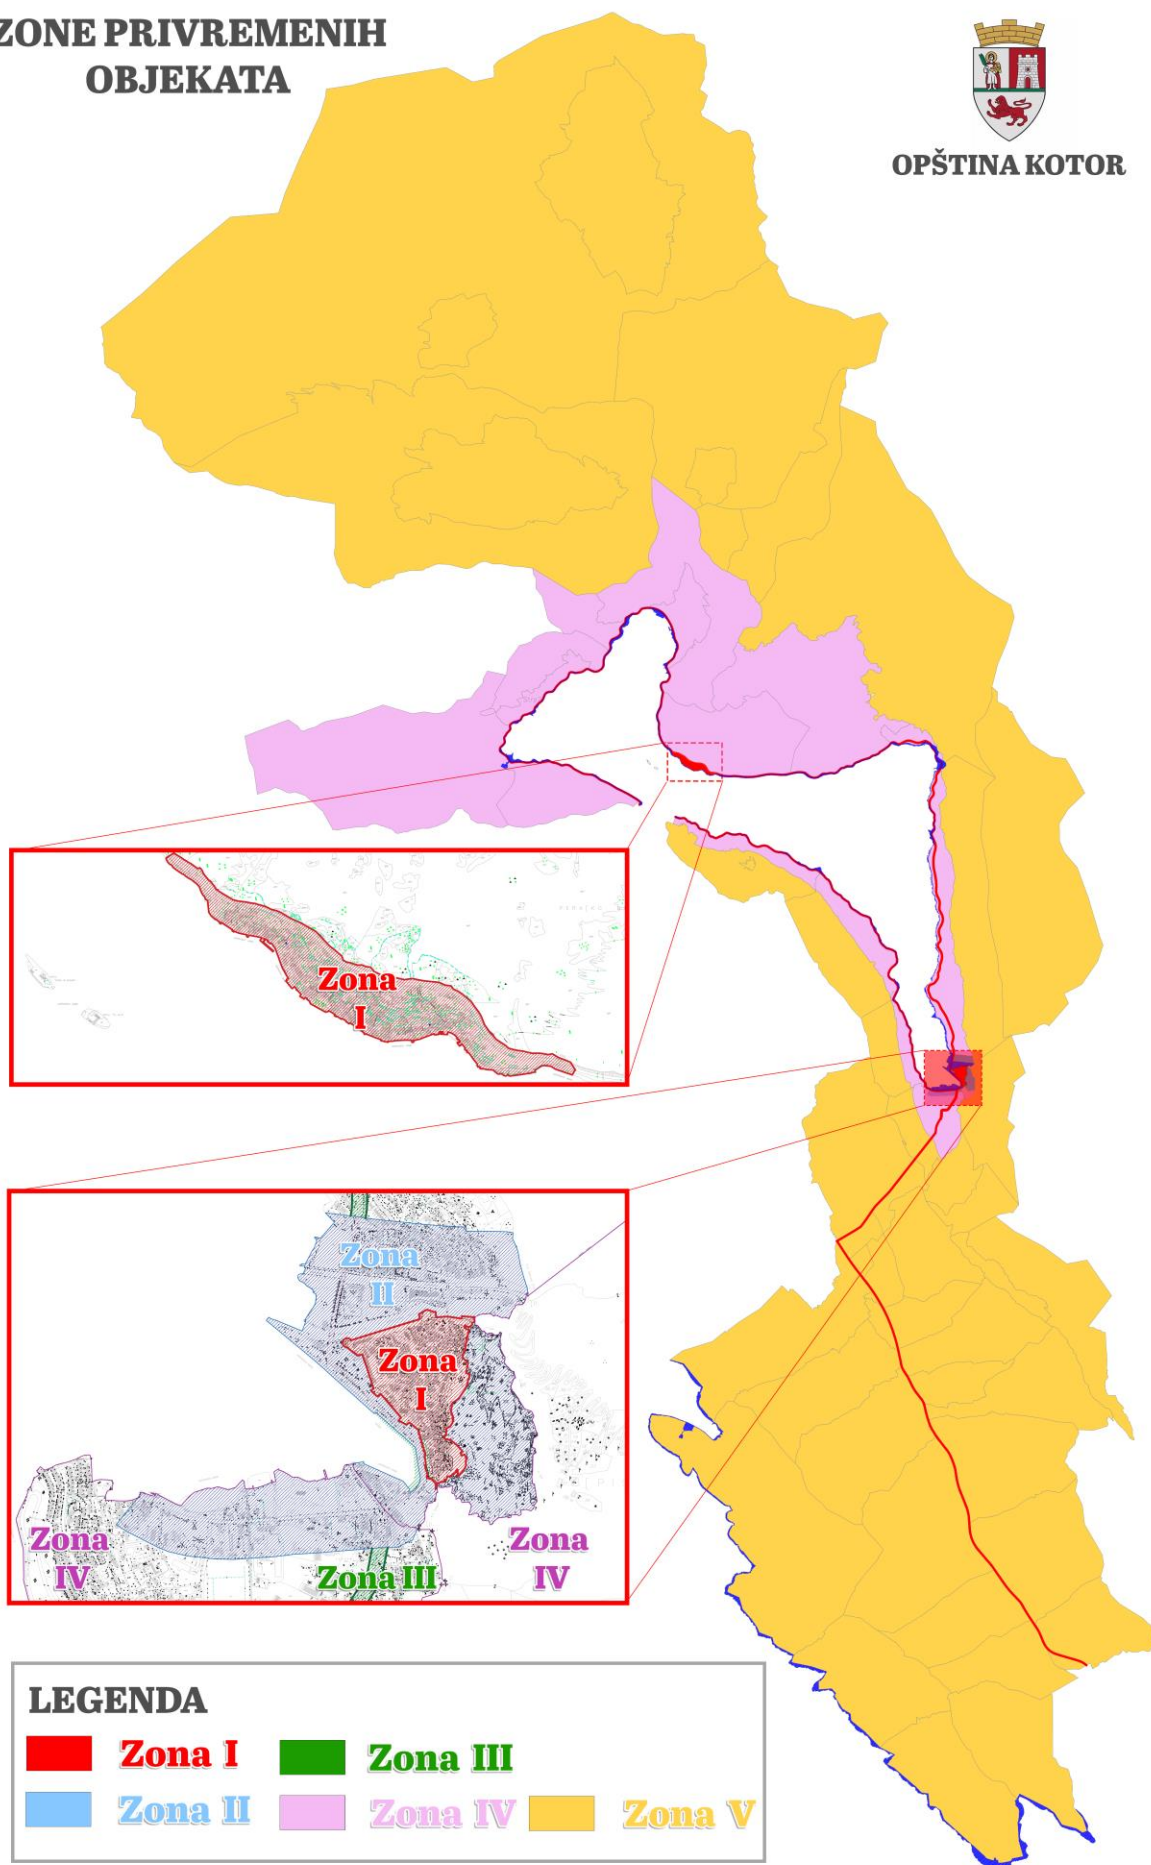 ZONE PRIVREMENIH
OBJEKATA
OPŠTINA KOTOR
Zona
I
Zona
II
Zona
I
Zona
IV
Zona III
Zona
IV
LEGENDA
Zona I
Zona III
Zona II
Zona IV
Zona V